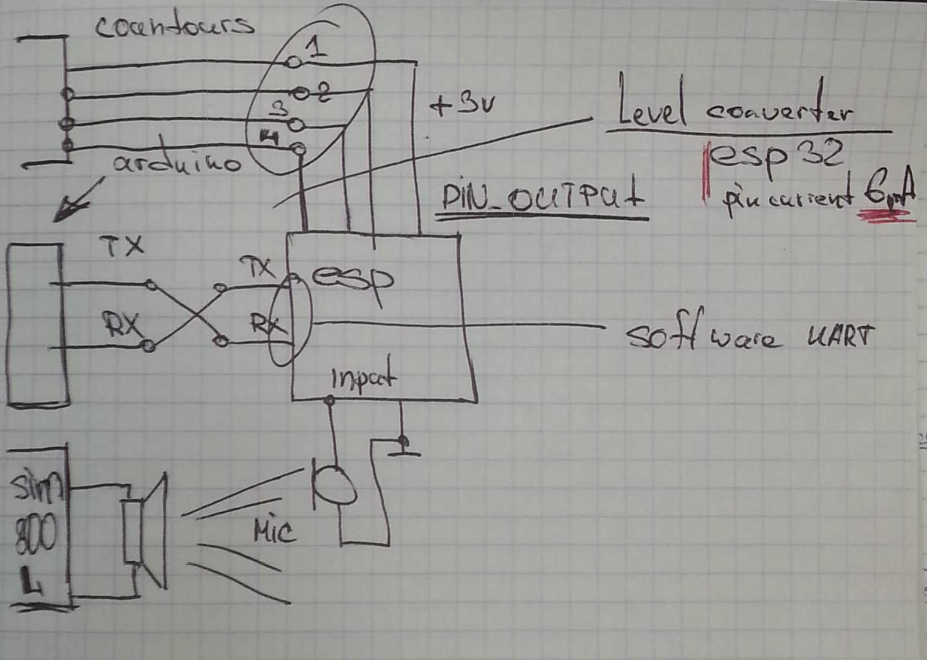 countours
1
2
3
4
+3v
Level converter
esp 32
pin current 6mA
arduino
PIN_OUTPUT
TX
TX
esp
RX
RX
software UART
Input
sim
800
L
Mic